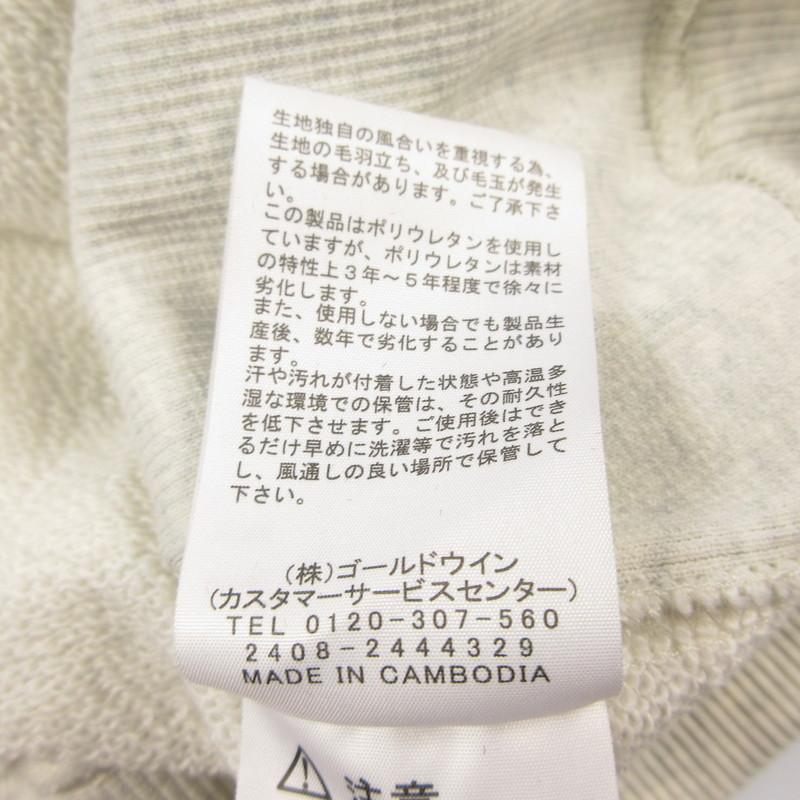 生地独自の風合いを重視する為、
生地の毛羽立ち、及び毛玉が発生
する場合があります。ご了承下さ
い。
この製品はポリウレタンを使用し
ていますが、ポリウレタンは素材
の特性上3年～5年程度で徐々に
劣化します。
また、使用しない場合でも製品生
産後、数年で劣化することがあり
ます。
汗や汚れが付着した状態や高温多
湿な環境での保管は、その耐久性
を低下させます。ご使用後はでき
るだけ早めに洗濯等で汚れを落と
し、風通しの良い場所で保管して
下さい。
(株)ゴールドウイン
(カスタマーサービスセンター)
TEL 0120-307-560
2408-2444329
MADE IN CAMBODIA
注意